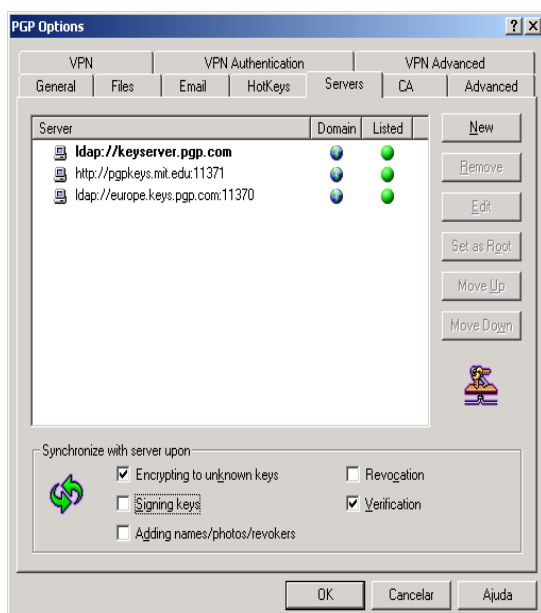 PGP Options
VPN VPN Authentication VPN Advanced
General Files Email HotKeys Servers CA Advanced
Server Domain Listed
ldap://keyserver.pgp.com
http://pgpkeys.mit.edu:11371
ldap://europe.keys.pgp.com:11370
New
Remove
Edit
Set as Root
Move Up
Move Down
Synchronize with server upon
Encrypting to unknown keys
Revocation
Signing keys
Verification
Adding names/photos/revokers
OK Cancelar Ajuda